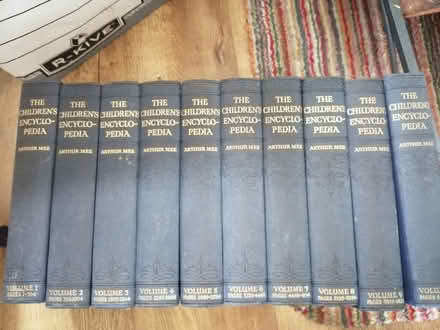 R-KIVE
THE
CHILDREN'S
ENCYCLO-
PEDIA
ARTHUR MEE
VOLUME 1
THE
CHILDREN'S
ENCYCLO-
PEDIA
ARTHUR MEE
VOLUME 2
THE
CHILDREN'S
ENCYCLO-
PEDIA
ARTHUR MEE
VOLUME 3
THE
CHILDREN'S
ENCYCLO-
PEDIA
ARTHUR MEE
VOLUME 4
THE
CHILDREN'S
ENCYCLO-
PEDIA
ARTHUR MEE
VOLUME 5
THE
CHILDREN'S
ENCYCLO-
PEDIA
ARTHUR MEE
VOLUME 6
THE
CHILDREN'S
ENCYCLO-
PEDIA
ARTHUR MEE
VOLUME 7
THE
CHILDREN'S
ENCYCLO-
PEDIA
ARTHUR MEE
VOLUME 8
THE
CHILDREN'S
ENCYCLO-
PEDIA
ARTHUR MEE
VOLUME 9
THE
CHILDREN'S
ENCYCLO-
PEDIA
ARTHUR MEE